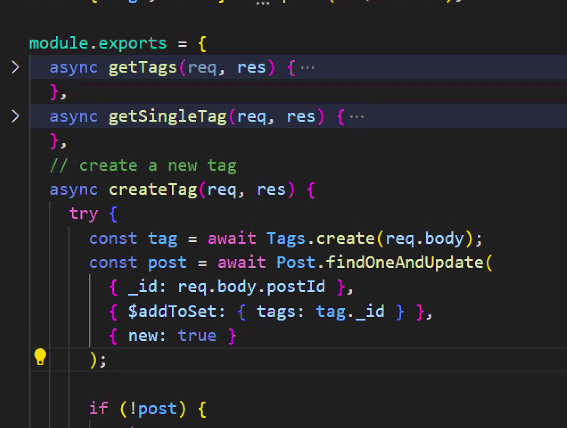 module.exports = {
async getTags(req, res) {···
},
async getSingleTag(req, res) {···
},
// create a new tag
async createTag(req, res) {
try {
const tag = await Tags.create(req.body);
const post = await Post.findOneAndUpdate(
{ _id: req.body.postId },
{ $addToSet: { tags: tag._id } },
{ new: true }
);
if (!post) {